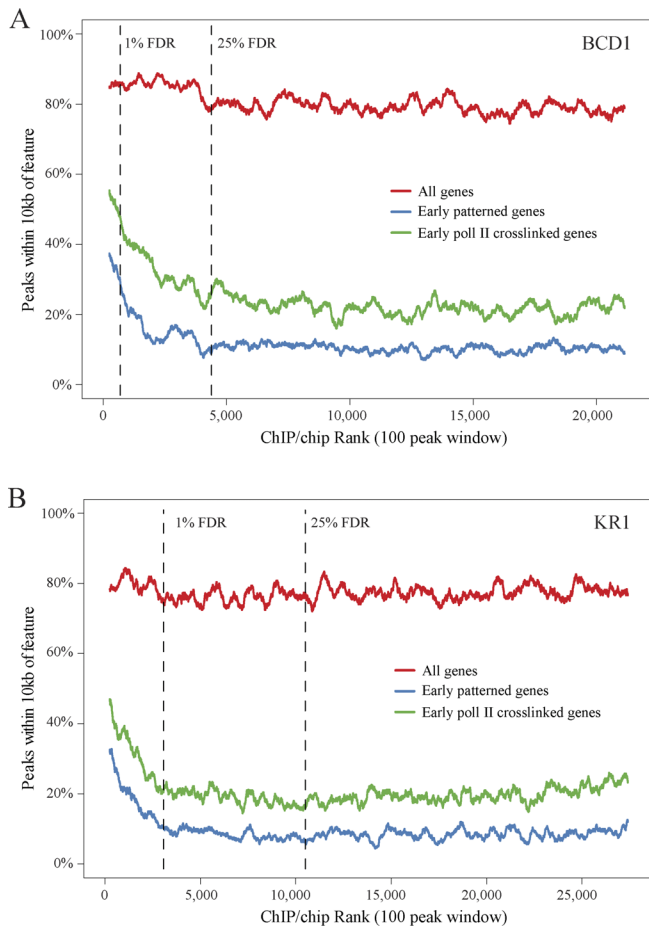 A
1% FDR
25% FDR
BCD1
100%
80%
60%
40%
20%
0%
Peaks within 10kb of feature
All genes
Early patterned genes
Early poll II crosslinked genes
0
5,000
10,000
15,000
20,000
ChIP/chip Rank (100 peak window)
B
1% FDR
25% FDR
KR1
100%
80%
60%
40%
20%
0%
Peaks within 10kb of feature
All genes
Early patterned genes
Early poll II crosslinked genes
0
5,000
10,000
15,000
20,000
25,000
ChIP/chip Rank (100 peak window)